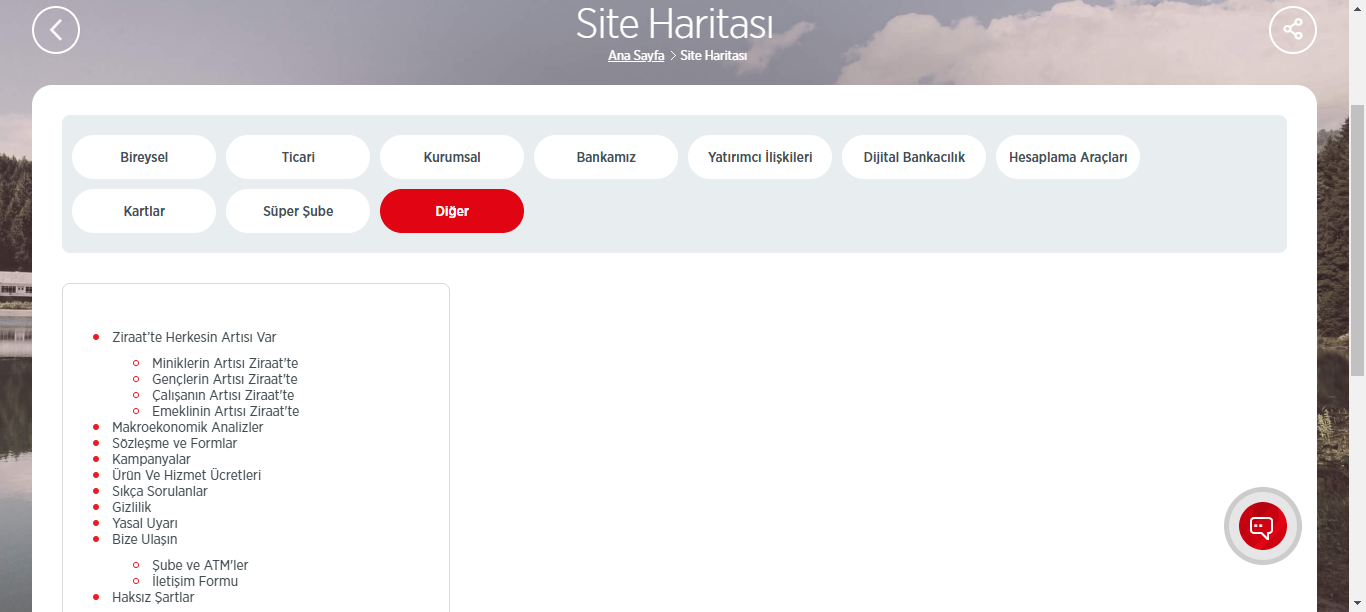 Site Haritası
Ana Sayfa > Site Haritası
Bireysel
Ticari
Kurumsal
Bankamız
Yatırımcı İlişkileri
Dijital Bankacılık
Hesaplama Araçları
Kartlar
Süper Şube
Diğer
Ziraat'te Herkesin Artısı Var
Miniklerin Artısı Ziraat'te
Gençlerin Artısı Ziraat'te
Çalışanın Artısı Ziraat'te
Emeklinin Artısı Ziraat'te
Makroekonomik Analizler
Sözleşme ve Formlar
Kampanyalar
Ürün Ve Hizmet Ücretleri
Sıkça Sorulanlar
Gizlilik
Yasal Uyarı
Bize Ulaşın
Şube ve ATM'ler
İletişim Formu
Haksız Şartlar